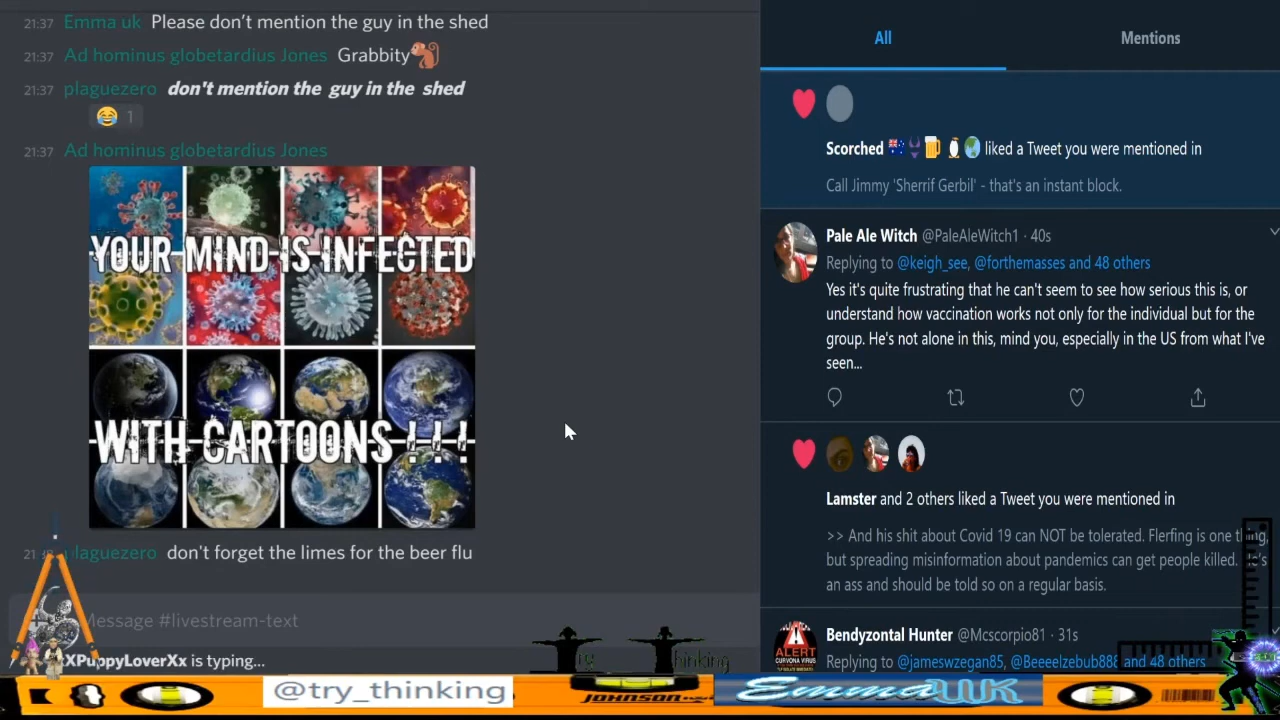 21:37 Emma uk Please don't mention the guy in the shed
21:37 Ad hominus globetardius Jones Grabbity
21:37 plaguezero don't mention the guy in the shed
1
21:37 Ad hominus globetardius Jones
YOUR MIND IS INFECTED
WITH CARTOONS ! ! !
plaguezero don't forget the limes for the beer flu
Message #livestream-text
XPuppyLoverXx is typing...
All Mentions
Scorched liked a Tweet you were mentioned in
Call Jimmy 'Sherrif Gerbil' - that's an instant block.
Pale Ale Witch @PaleAleWitch1 · 40s
Replying to @keigh_see, @forthemasses and 48 others
Yes it's quite frustrating that he can't seem to see how serious this is, or
understand how vaccination works not only for the individual but for the
group. He's not alone in this, mind you, especially in the US from what I've
seen...
Lamster and 2 others liked a Tweet you were mentioned in
>> And his shit about Covid 19 can NOT be tolerated. Flerfing is one thing,
but spreading misinformation about pandemics can get people killed. He's
an ass and should be told so on a regular basis.
Bendyzontal Hunter @Mcscorpio81 · 31s
ALERT
Replying to @jameswzegan85, @Beeeelzebub888 and 48 others
Thinking
@try_thinking
JOHNSON
EmmaUK